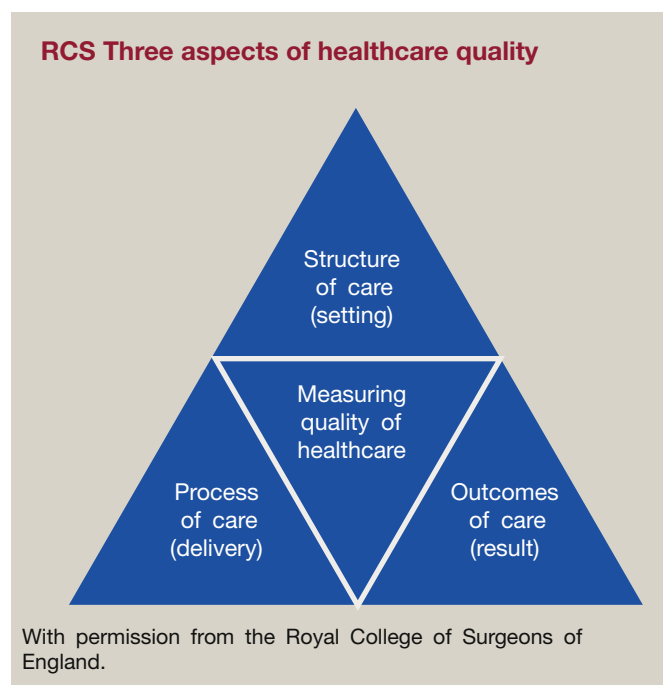 RCS Three aspects of healthcare quality
Structure
of care
(setting)
Measuring
quality of
healthcare
Process
of care
(delivery)
Outcomes
of care
(result)
With permission from the Royal College of Surgeons of
England.